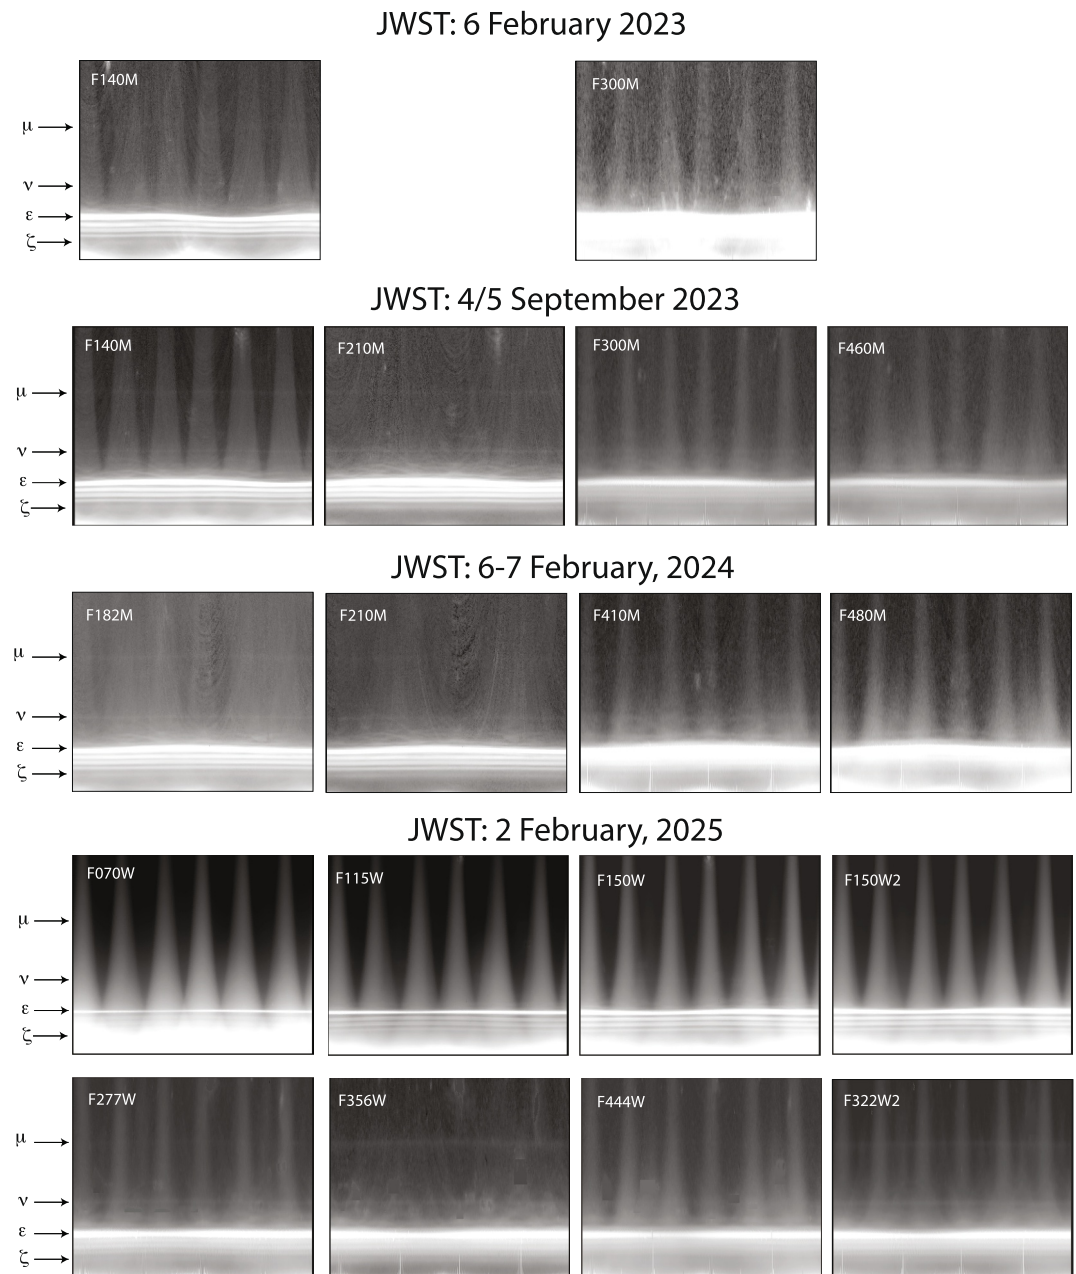 JWST: 6 February 2023
F140M
F300M
μ
ν
ε
ζ
JWST: 4/5 September 2023
F140M
F210M
F300M
F460M
μ
ν
ε
ζ
JWST: 6-7 February, 2024
F182M
F210M
F410M
F480M
μ
ν
ε
ζ
JWST: 2 February, 2025
F070W
F115W
F150W
F150W2
μ
ν
ε
ζ
F277W
F356W
F444W
F322W2
μ
ν
ε
ζ